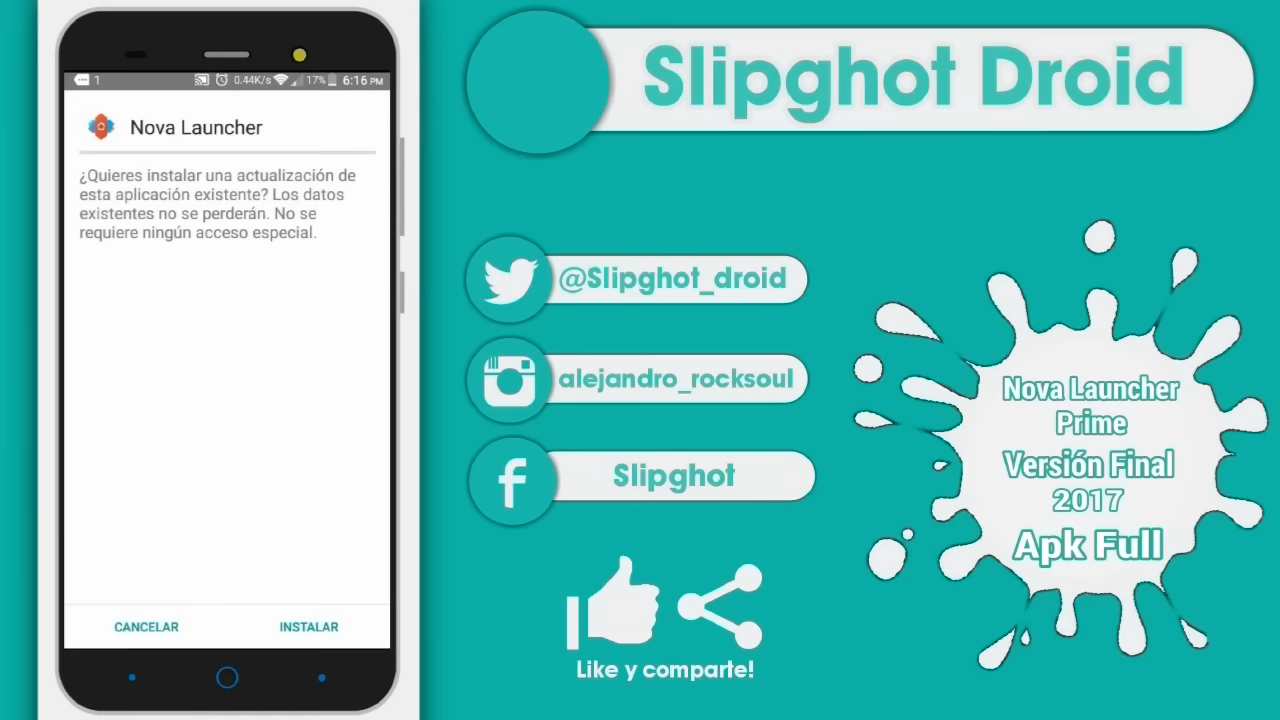 1 0.44K/s 17% 6:16 PM
Nova Launcher
¿Quieres instalar una actualización de
esta aplicación existente? Los datos
existentes no se perderán. No se
requiere ningún acceso especial.
CANCELAR INSTALAR
Slipghot Droid
@Slipghot_droid
alejandro_rocksoul
Slipghot
Like y comparte!
Nova Launcher
Prime
Versión Final
2017
Apk Full